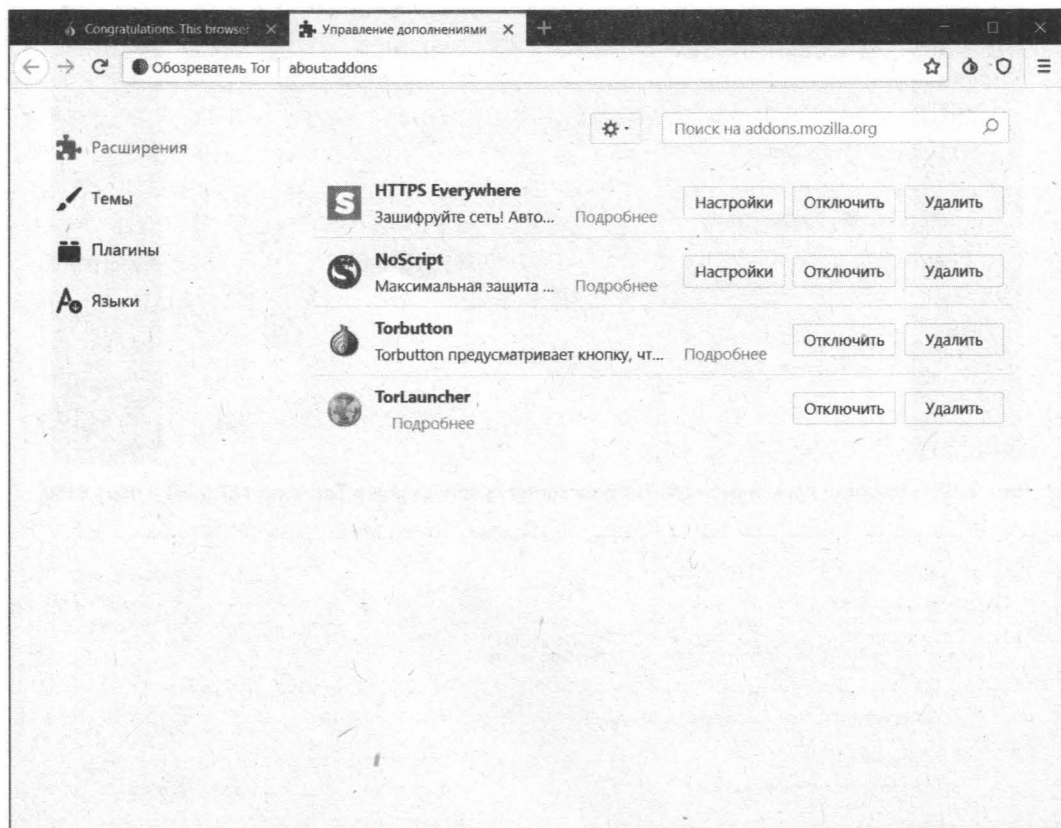 Congratulations. This browser
Управление дополнениями
Обозреватель Tor
about:addons
Поиск на addons.mozilla.org
Расширения
Темы
Плагины
Языки
HTTPS Everywhere
Зашифруйте сеть! Авто... Подробнее
Настройки Отключить Удалить
NoScript
Максимальная защита ... Подробнее
Настройки Отключить Удалить
Torbutton
Torbutton предусматривает кнопку, чт... Подробнее
Отключить Удалить
TorLauncher
Подробнее
Отключить Удалить